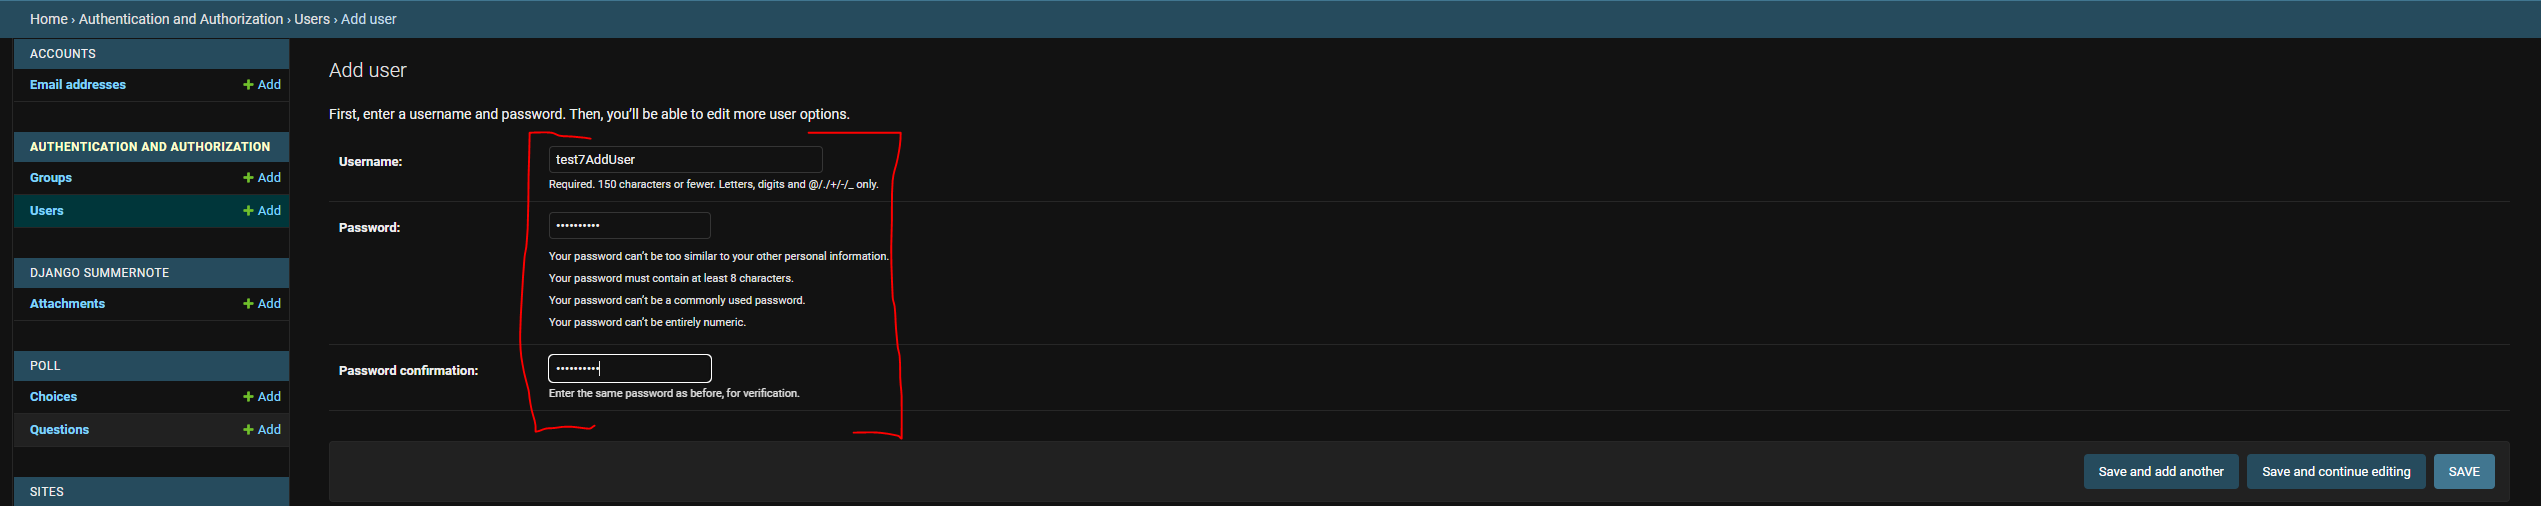 Home › Authentication and Authorization › Users › Add user
ACCOUNTS
Email addresses + Add
AUTHENTICATION AND AUTHORIZATION
Groups + Add
Users + Add
DJANGO SUMMERNOTE
Attachments + Add
POLL
Choices + Add
Questions + Add
SITES
Add user
First, enter a username and password. Then, you’ll be able to edit more user options.
Username: test7AddUser
Required. 150 characters or fewer. Letters, digits and @/./+/-/_ only.
Password: ••••••••••
Your password can’t be too similar to your other personal information.
Your password must contain at least 8 characters.
Your password can’t be a commonly used password.
Your password can’t be entirely numeric.
Password confirmation: ••••••••••
Enter the same password as before, for verification.
Save and add another Save and continue editing SAVE